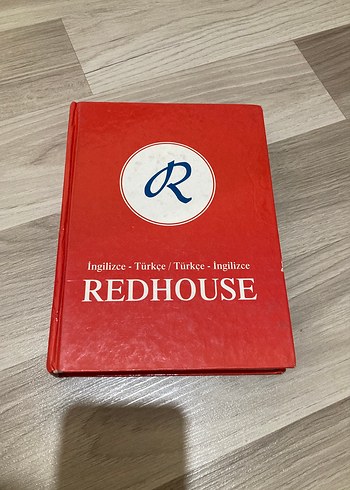 R
İngilizce - Türkçe / Türkçe - İngilizce
REDHOUSE